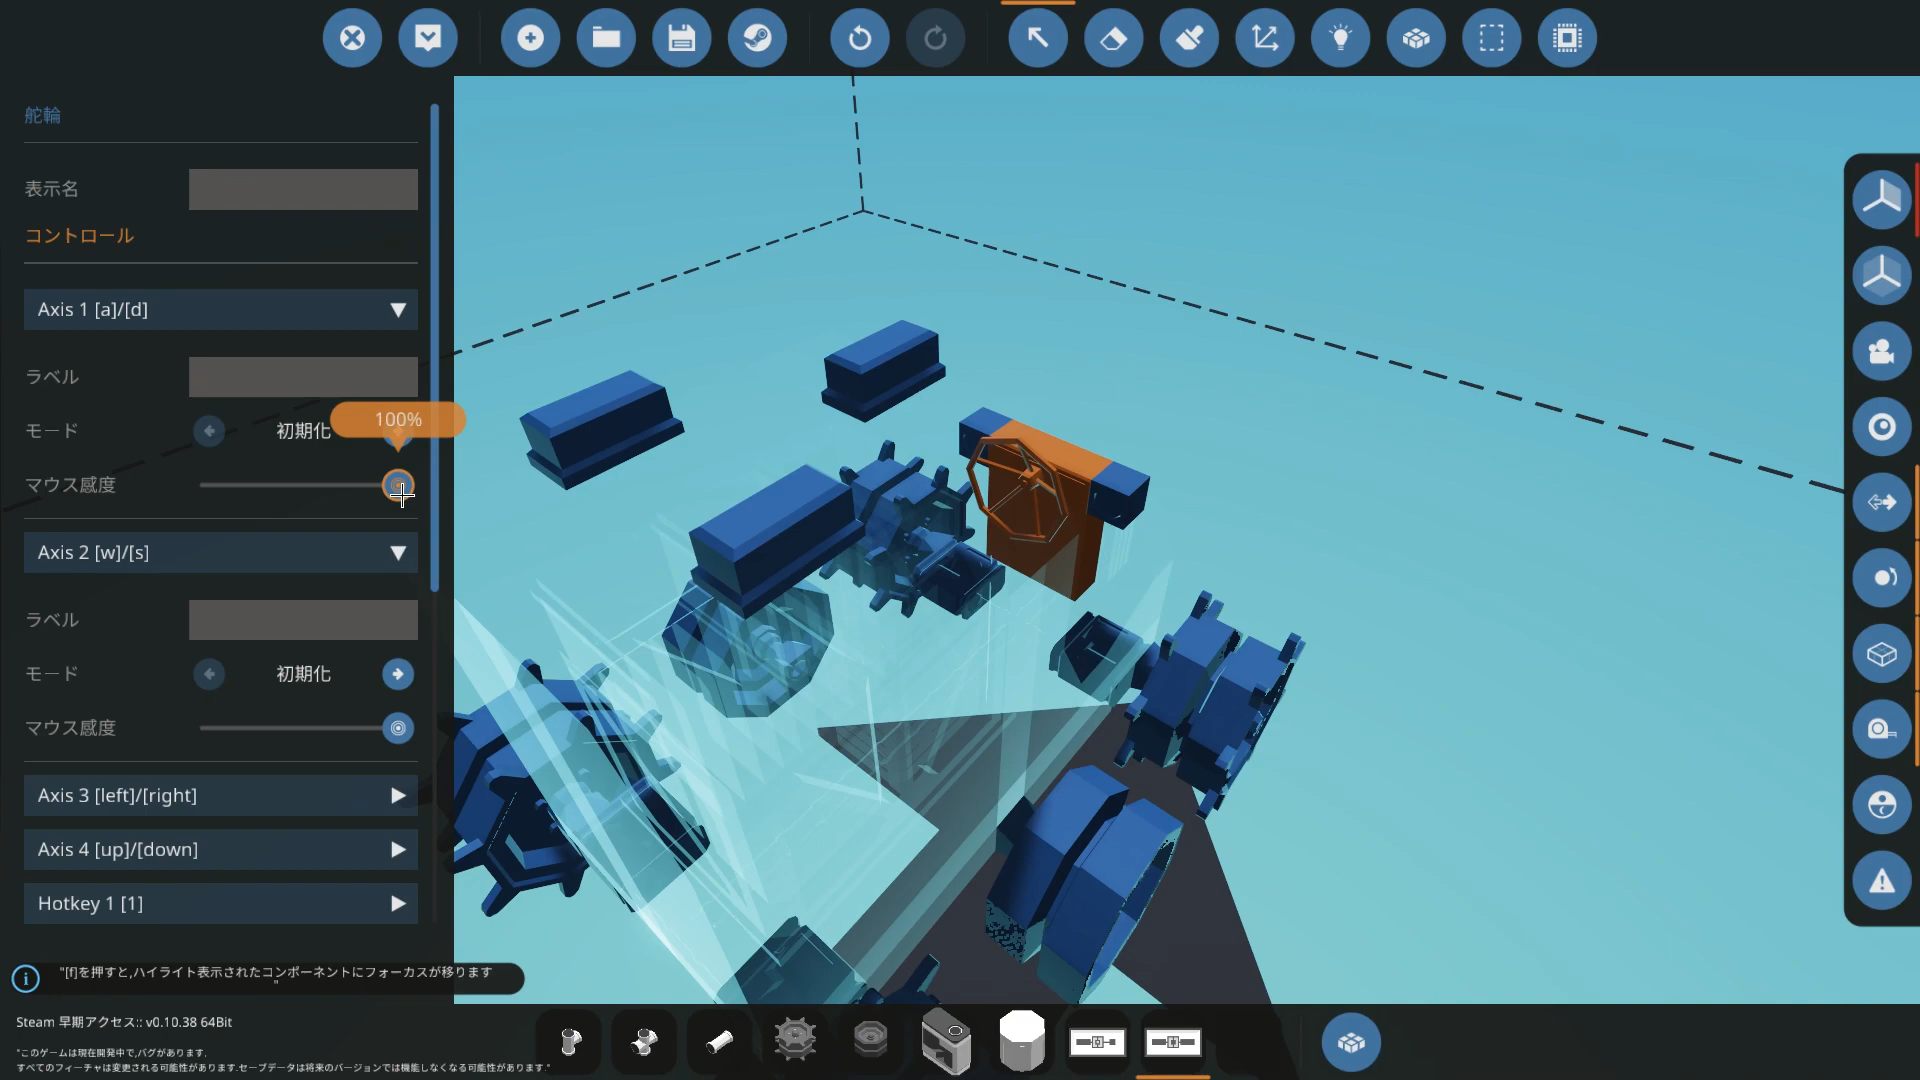 舵輪
表示名
コントロール
Axis 1 [a]/[d]
ラベル
100%
モード
初期化
マウス感度
Axis 2 [w]/[s]
ラベル
モード
初期化
マウス感度
Axis 3 [left]/[right]
Axis 4 [up]/[down]
Hotkey 1 [1]
"[f]を押すと,ハイライト表示されたコンポーネントにフォーカスが移ります
"
Steam 早期アクセス:: v0.10.38 64Bit
"このゲームは現在開発中で,バグがあります.
すべてのフィーチャは変更される可能性があります.セーブデータは将来のバージョンでは機能しなくなる可能性があります."